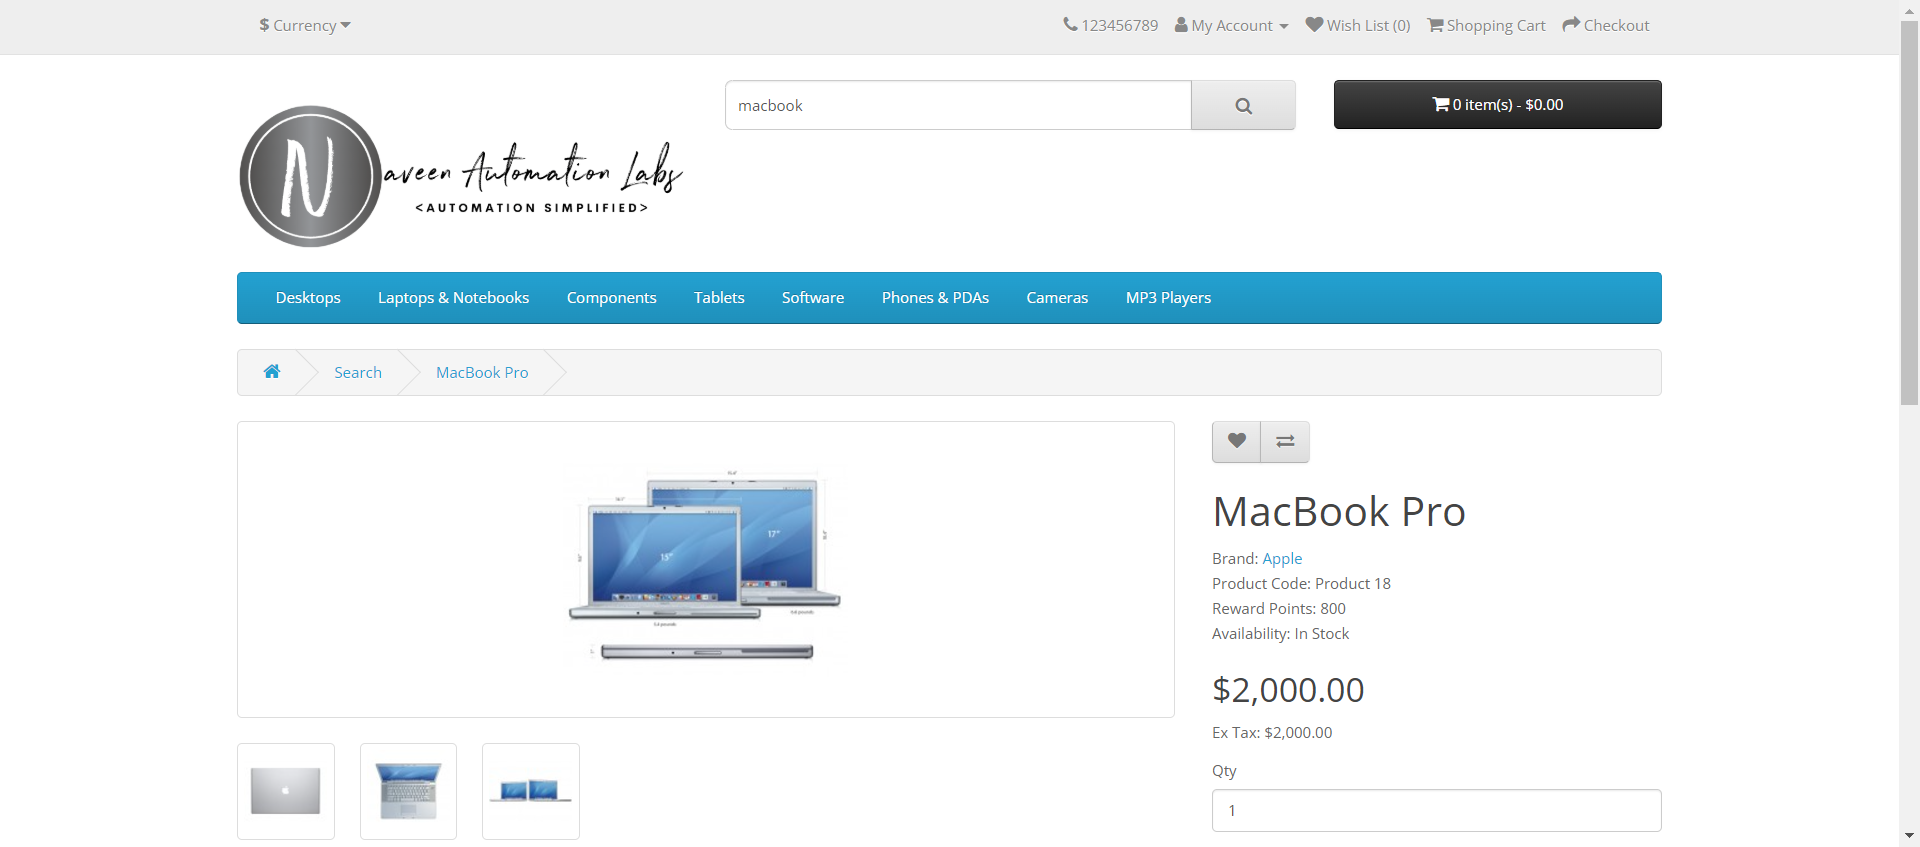 $ Currency
123456789 My Account Wish List (0) Shopping Cart Checkout
macbook
0 item(s) - $0.00
N
aveen Automation Labs
<AUTOMATION SIMPLIFIED>
Desktops Laptops & Notebooks Components Tablets Software Phones & PDAs Cameras MP3 Players
Search MacBook Pro
17"
15"
MacBook Pro
Brand: Apple
Product Code: Product 18
Reward Points: 800
Availability: In Stock
$2,000.00
Ex Tax: $2,000.00
Qty
1